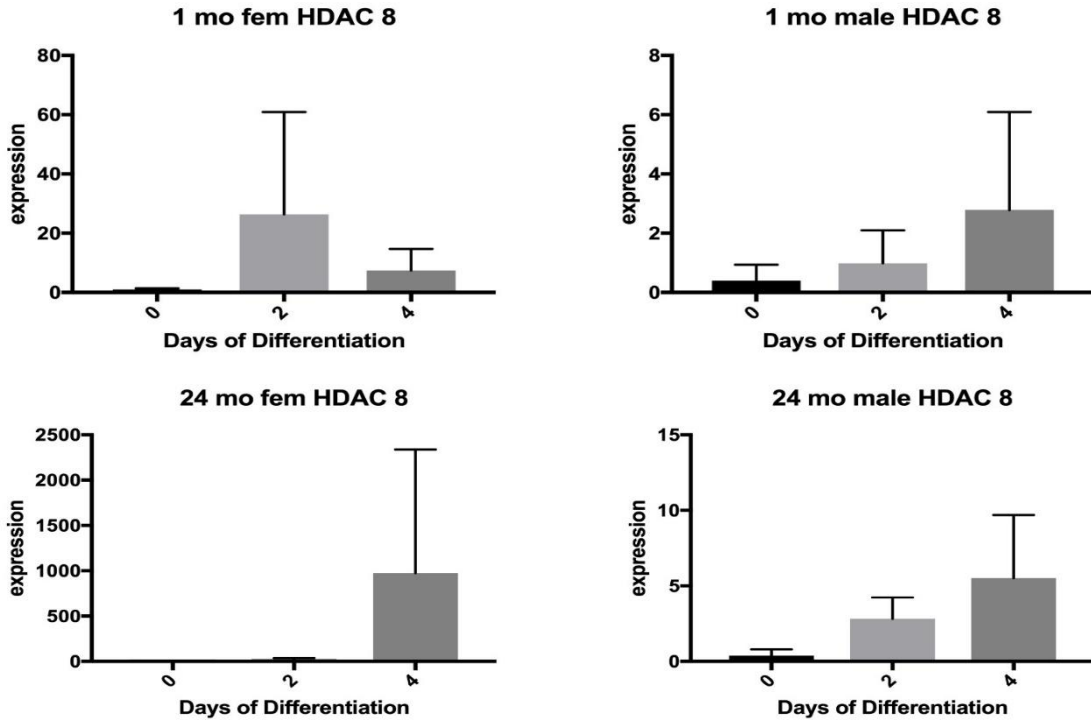 1 mo fem HDAC 8
80
60
40
20
0
expression
0 2 4
Days of Differentiation
1 mo male HDAC 8
8
6
4
2
0
expression
0 2 4
Days of Differentiation
24 mo fem HDAC 8
2500
2000
1500
1000
500
0
expression
0 2 4
Days of Differentiation
24 mo male HDAC 8
15
10
5
0
expression
0 2 4
Days of Differentiation